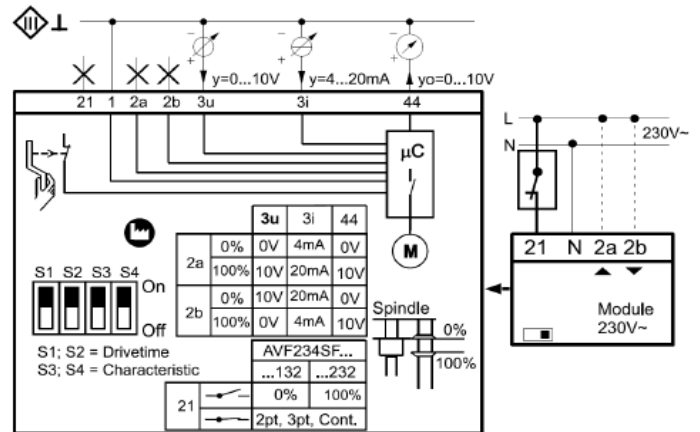 y=0...10V y=4...20mA yo=0...10V
21 1 2a 2b 3u 3i 44
L
N
230V~
µC
M
3u 3i 44
2a 0% 0V 4mA 0V
100% 10V 20mA 10V
2b 0% 10V 20mA 0V
100% 0V 4mA 10V
S1 S2 S3 S4
On
Off
S1; S2 = Drivetime
S3; S4 = Characteristic
Spindle
0%
100%
AVF234SF...
...132 ...232
21 0% 100%
2pt, 3pt, Cont.
21 N 2a 2b
Module
230V~